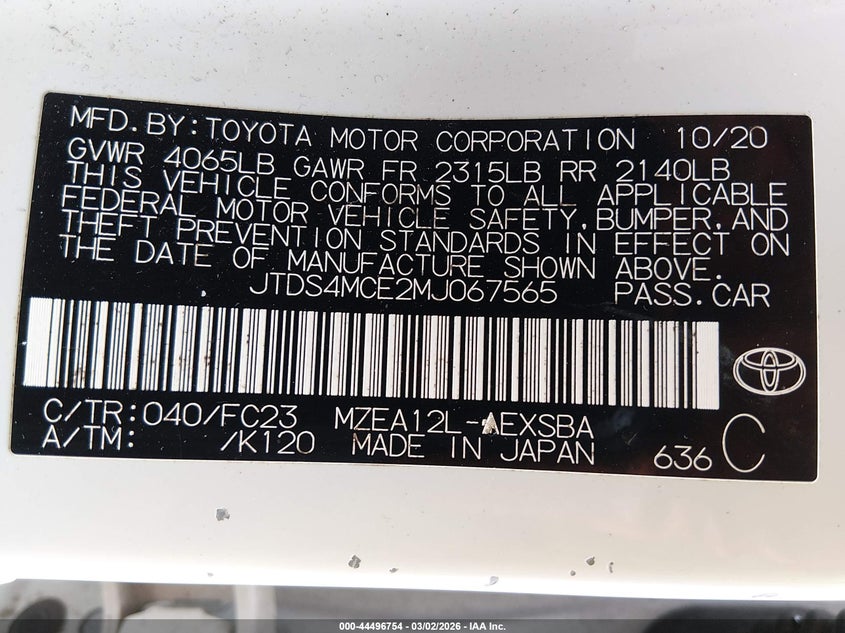 MFD. BY: TOYOTA MOTOR CORPORATION 10/20
GVWR 4065LB GAWR FR 2315LB RR 2140LB
THIS VEHICLE CONFORMS TO ALL APPLICABLE
FEDERAL MOTOR VEHICLE SAFETY, BUMPER, AND
THEFT PREVENTION STANDARDS IN EFFECT ON
THE DATE OF MANUFACTURE SHOWN ABOVE.
JTDS4MCE2MJ067565 PASS. CAR
C/TR: 040/FC23 MZEA12L-AEXSBA C
A/TM: /K120 MADE IN JAPAN 636
000-44496754 - 03/02/2026 - IAA Inc.